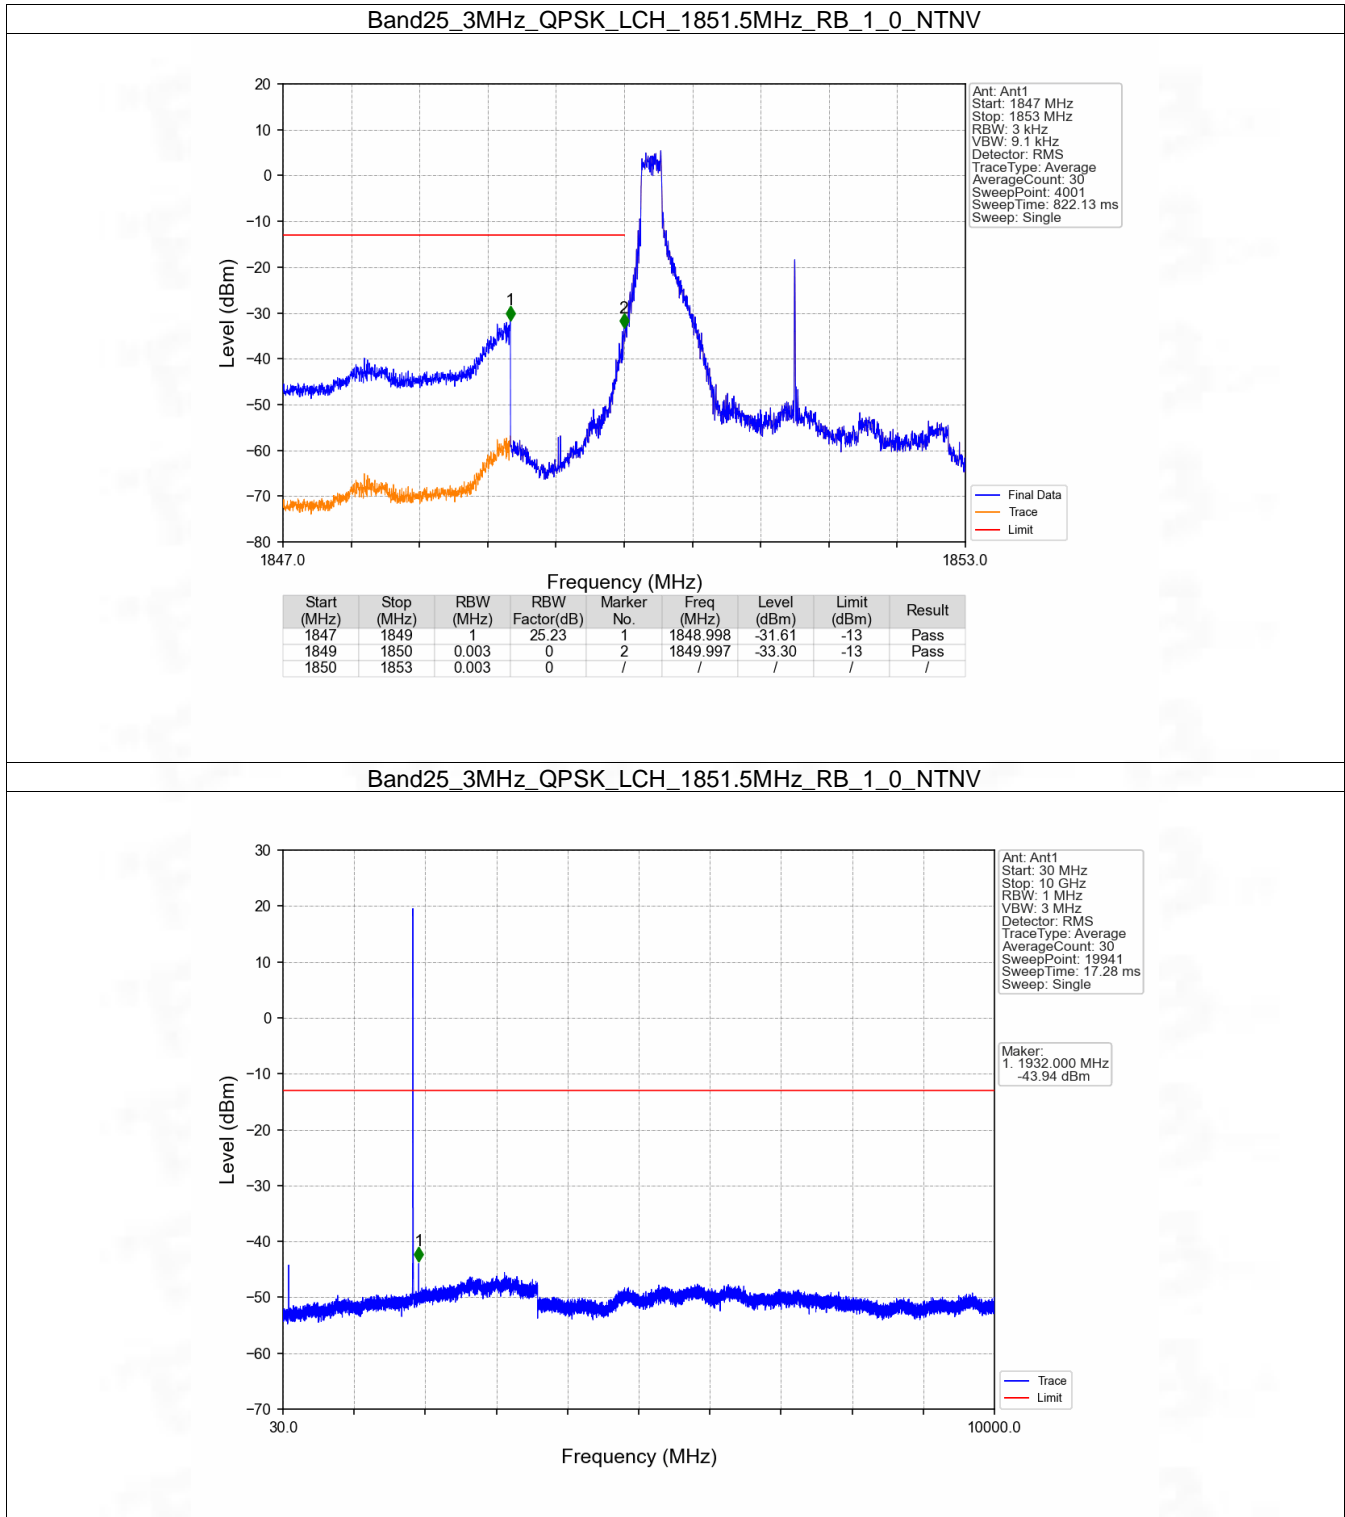 Band25_3MHz_QPSK_LCH_1851.5MHz_RB_1_0_NTNV
20
10
0
−10
−20
−30
−40
−50
−60
−70
−80
Level (dBm)
1
2
1847.0
1853.0
Frequency (MHz)
Ant: Ant1
Start: 1847 MHz
Stop: 1853 MHz
RBW: 3 kHz
VBW: 9.1 kHz
Detector: RMS
TraceType: Average
AverageCount: 30
SweepPoint: 4001
SweepTime: 822.13 ms
Sweep: Single
Final Data
Trace
Limit
Start (MHz) Stop (MHz) RBW (MHz) RBW Factor(dB) Marker No. Freq (MHz) Level (dBm) Limit (dBm) Result
1847 1849 1 25.23 1 1848.998 -31.61 -13 Pass
1849 1850 0.003 0 2 1849.997 -33.30 -13 Pass
1850 1853 0.003 0 / / / / /
Band25_3MHz_QPSK_LCH_1851.5MHz_RB_1_0_NTNV
30
20
10
0
−10
−20
−30
−40
−50
−60
−70
Level (dBm)
1
30.0
10000.0
Frequency (MHz)
Ant: Ant1
Start: 30 MHz
Stop: 10 GHz
RBW: 1 MHz
VBW: 3 MHz
Detector: RMS
TraceType: Average
AverageCount: 30
SweepPoint: 19941
SweepTime: 17.28 ms
Sweep: Single
Maker:
1. 1932.000 MHz
-43.94 dBm
Trace
Limit